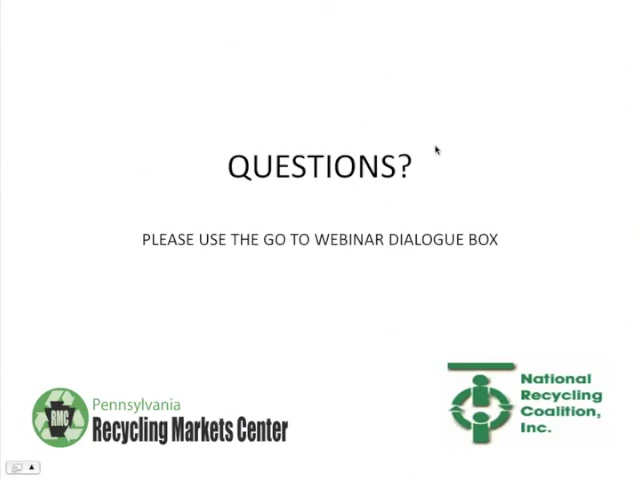 QUESTIONS?
PLEASE USE THE GO TO WEBINAR DIALOGUE BOX
RMC
Pennsylvania
Recycling Markets Center
National
Recycling
Coalition,
Inc.